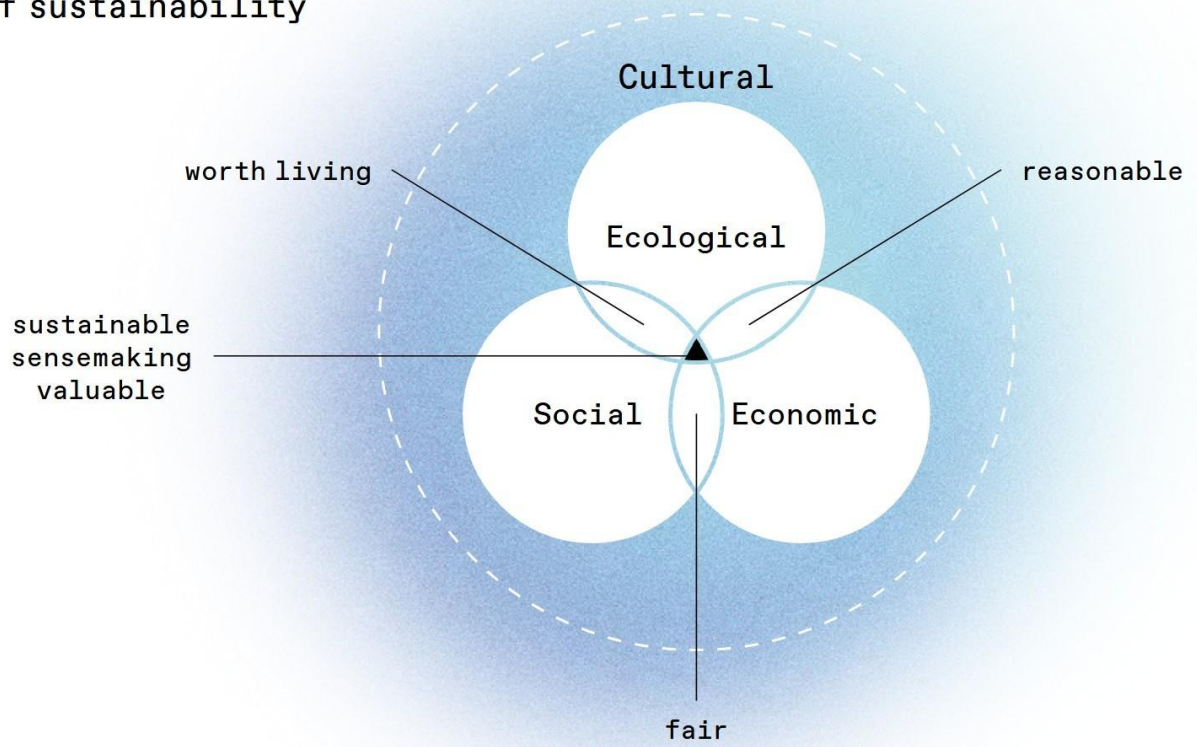 f sustainability
Cultural
worth living
reasonable
Ecological
sustainable
sensemaking
valuable
Social
Economic
fair